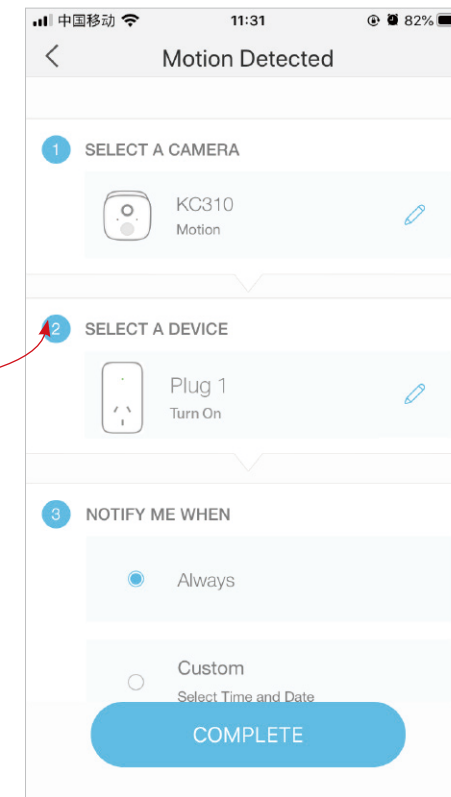 中国移动 11:31 82%
Motion Detected
1 SELECT A CAMERA
KC310
Motion
2 SELECT A DEVICE
Plug 1
Turn On
3 NOTIFY ME WHEN
Always
Custom
Select Time and Date
COMPLETE